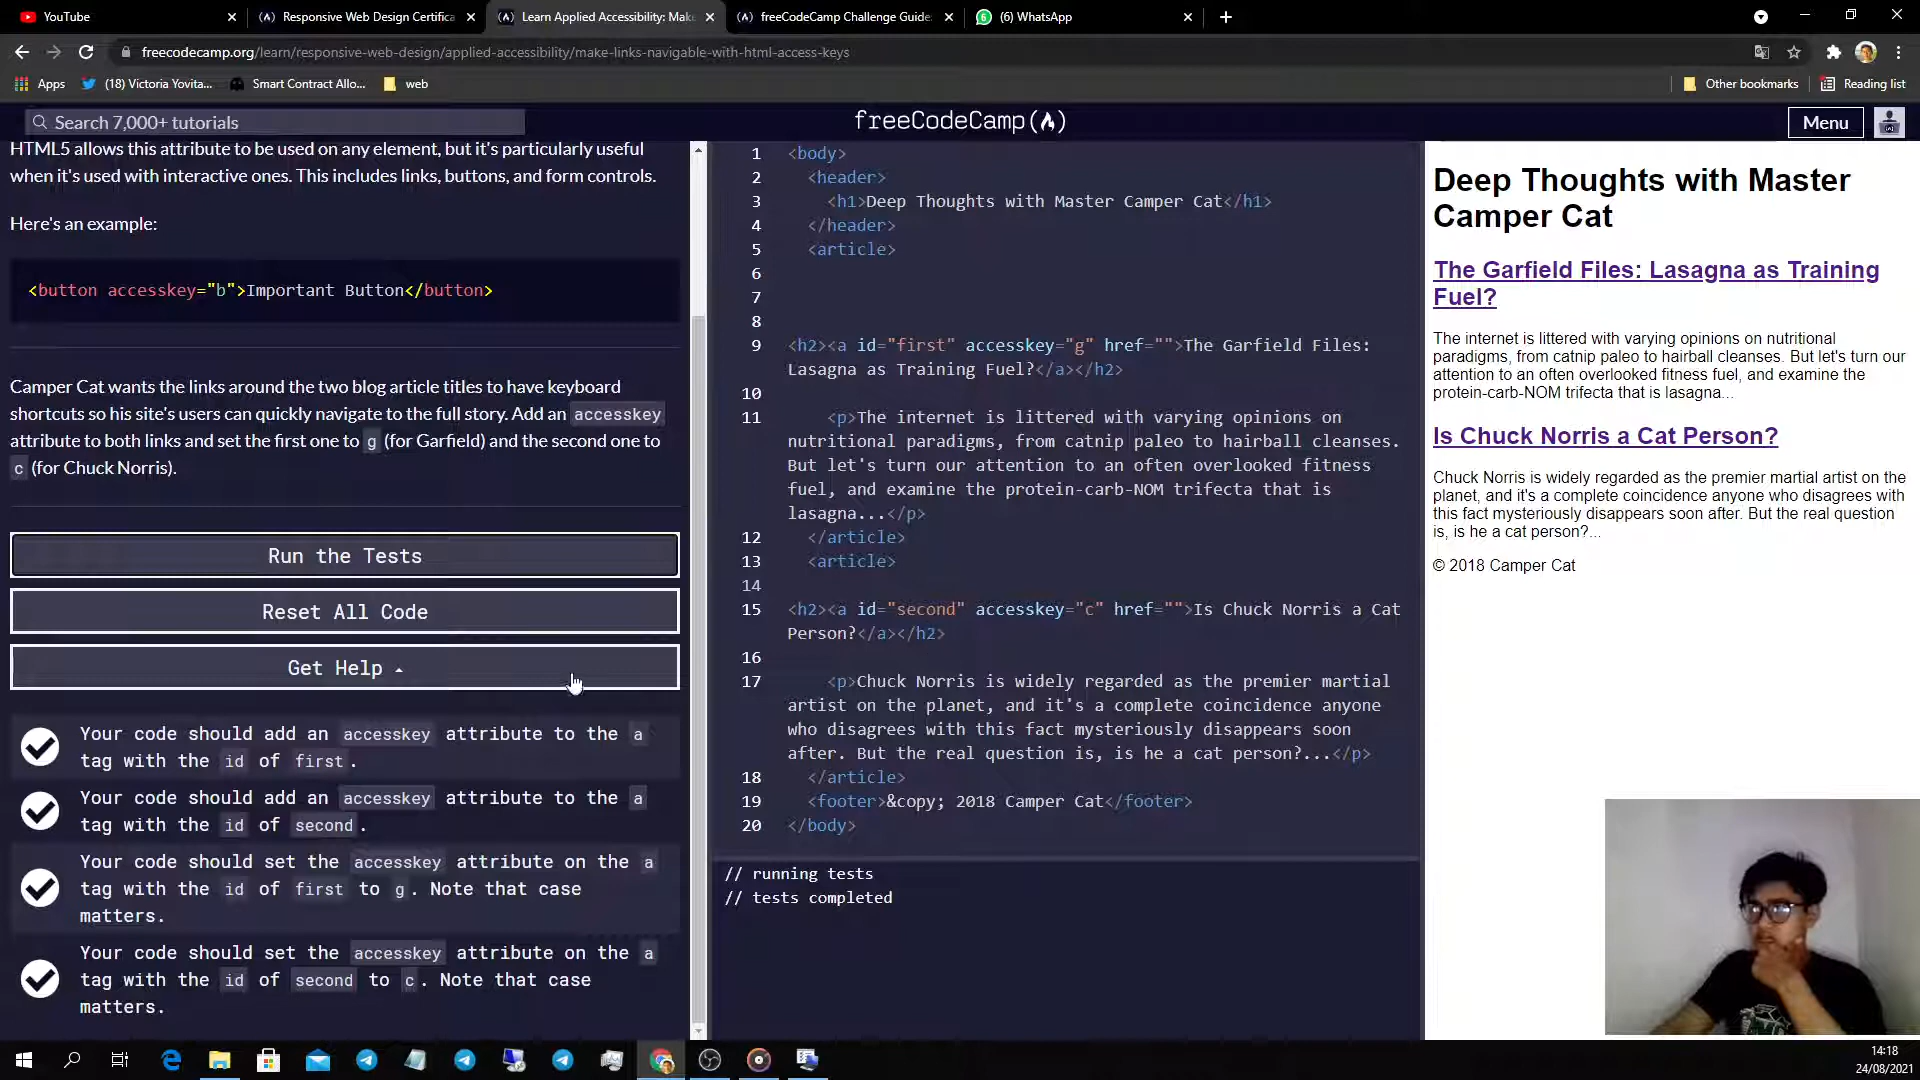 YouTube
Responsive Web Design Certifica
Learn Applied Accessibility: Make
freeCodeCamp Challenge Guide:
(6) WhatsApp
freecodecamp.org/learn/responsive-web-design/applied-accessibility/make-links-navigable-with-html-access-keys
Apps
(18) Victoria Yovita...
Smart Contract Allo...
web
Other bookmarks
Reading list
Search 7,000+ tutorials
freeCodeCamp
Menu
HTML5 allows this attribute to be used on any element, but it's particularly useful
when it's used with interactive ones. This includes links, buttons, and form controls.
Here's an example:
<button accesskey="b">Important Button</button>
Camper Cat wants the links around the two blog article titles to have keyboard
shortcuts so his site's users can quickly navigate to the full story. Add an accesskey
attribute to both links and set the first one to g (for Garfield) and the second one to
c (for Chuck Norris).
Run the Tests
Reset All Code
Get Help
Your code should add an accesskey attribute to the a
tag with the id of first.
Your code should add an accesskey attribute to the a
tag with the id of second.
Your code should set the accesskey attribute on the a
tag with the id of first to g. Note that case
matters.
Your code should set the accesskey attribute on the a
tag with the id of second to c. Note that case
matters.
1 <body>
2 <header>
3 <h1>Deep Thoughts with Master Camper Cat</h1>
4 </header>
5 <article>
6
7
8
9 <h2><a id="first" accesskey="g" href="">The Garfield Files:
Lasagna as Training Fuel?</a></h2>
10
11 <p>The internet is littered with varying opinions on
nutritional paradigms, from catnip paleo to hairball cleanses.
But let's turn our attention to an often overlooked fitness
fuel, and examine the protein-carb-NOM trifecta that is
lasagna...</p>
12 </article>
13 <article>
14
15 <h2><a id="second" accesskey="c" href="">Is Chuck Norris a Cat
Person?</a></h2>
16
17 <p>Chuck Norris is widely regarded as the premier martial
artist on the planet, and it's a complete coincidence anyone
who disagrees with this fact mysteriously disappears soon
after. But the real question is, is he a cat person?...</p>
18 </article>
19 <footer>&copy; 2018 Camper Cat</footer>
20 </body>
// running tests
// tests completed
Deep Thoughts with Master
Camper Cat
The Garfield Files: Lasagna as Training
Fuel?
The internet is littered with varying opinions on nutritional
paradigms, from catnip paleo to hairball cleanses. But let's turn our
attention to an often overlooked fitness fuel, and examine the
protein-carb-NOM trifecta that is lasagna...
Is Chuck Norris a Cat Person?
Chuck Norris is widely regarded as the premier martial artist on the
planet, and it's a complete coincidence anyone who disagrees with
this fact mysteriously disappears soon after. But the real question
is, is he a cat person?...
© 2018 Camper Cat
14:18
24/08/2021